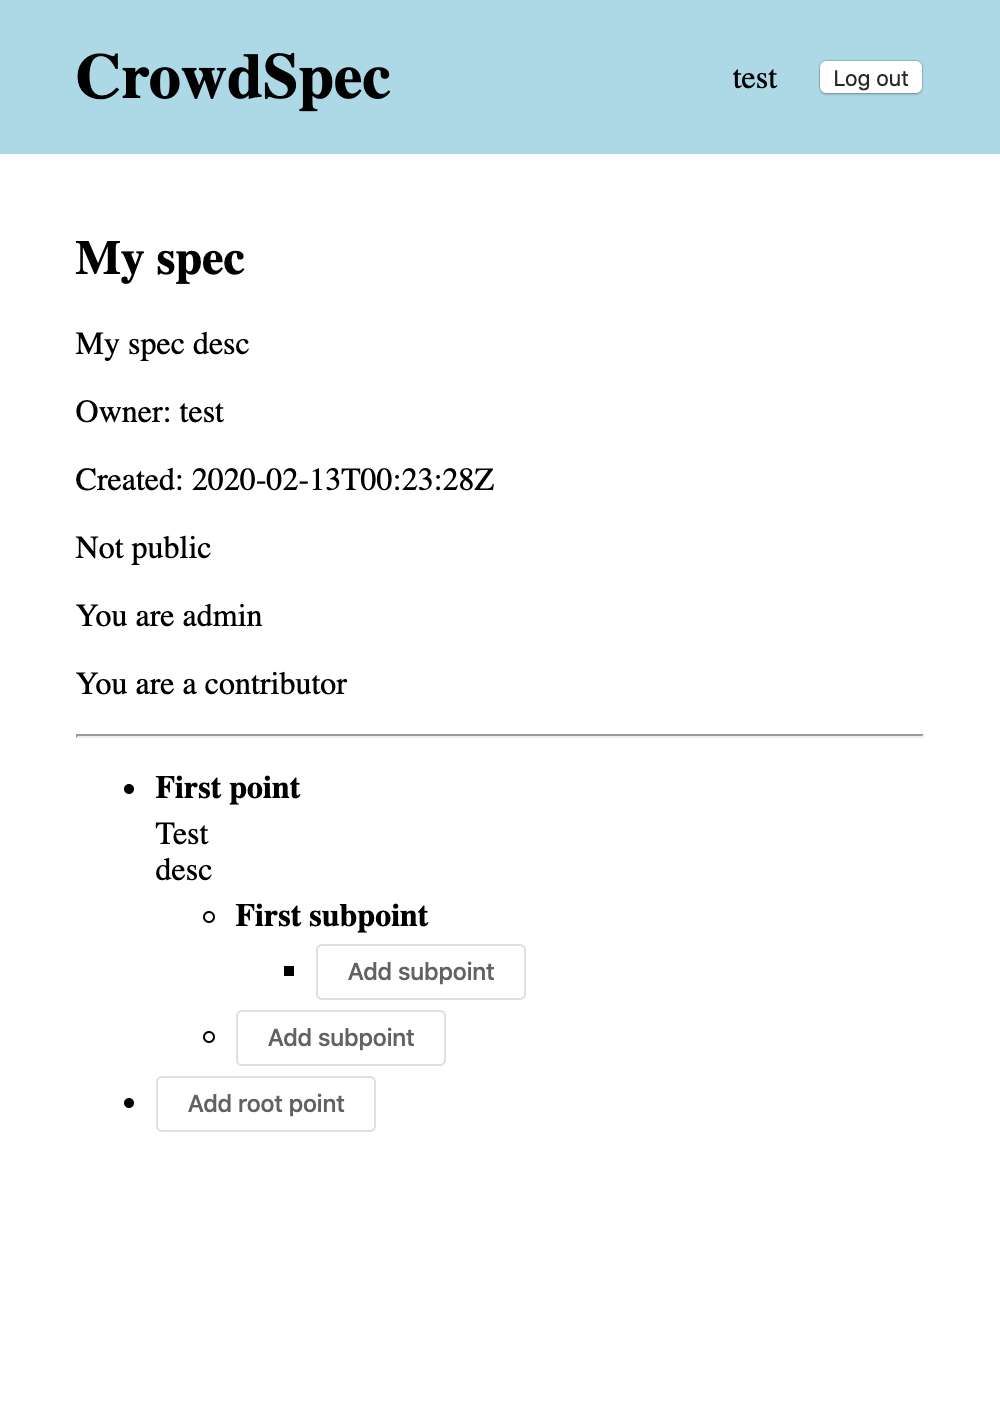 CrowdSpec
test
Log out
My spec
My spec desc
Owner: test
Created: 2020-02-13T00:23:28Z
Not public
You are admin
You are a contributor
First point
Test
desc
First subpoint
Add subpoint
Add subpoint
Add root point